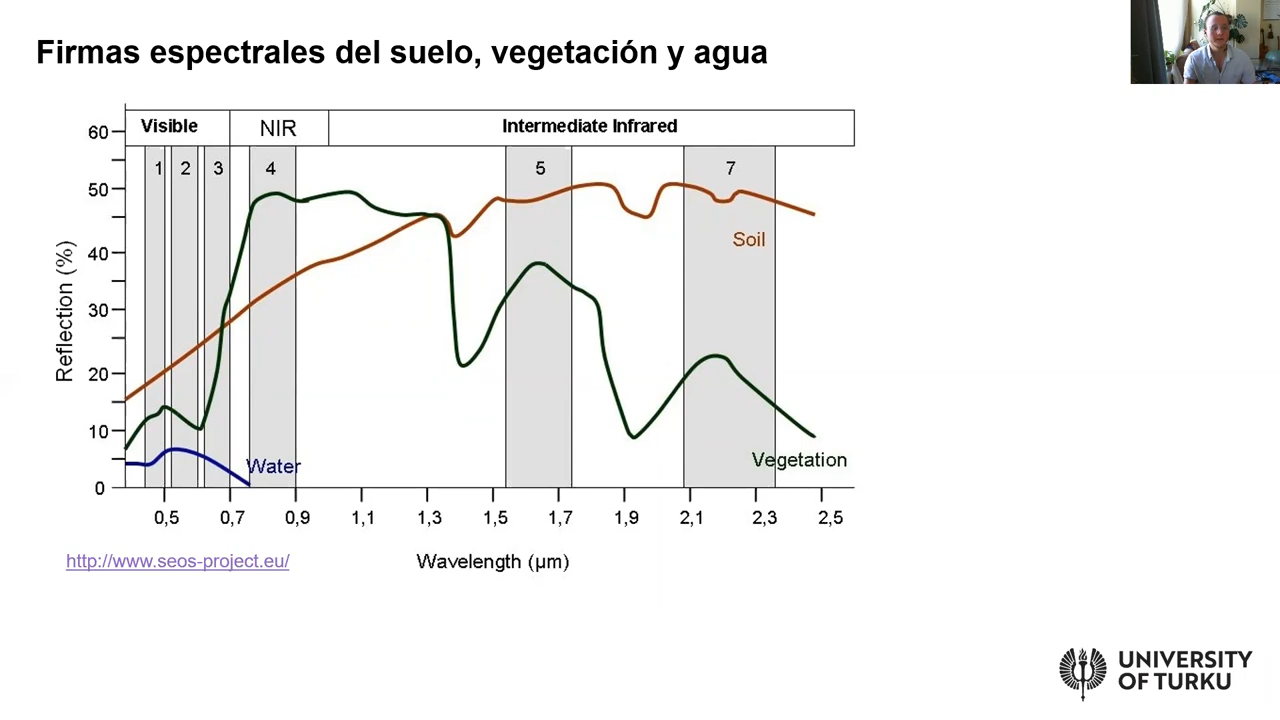 Firmas espectrales del suelo, vegetación y agua
Visible NIR Intermediate Infrared
1 2 3 4 5 7
60
50
40
30
20
10
0
Reflection (%)
Soil
Water
Vegetation
0,5 0,7 0,9 1,1 1,3 1,5 1,7 1,9 2,1 2,3 2,5
http://www.seos-project.eu/ Wavelength (µm)
UNIVERSITY
OF TURKU